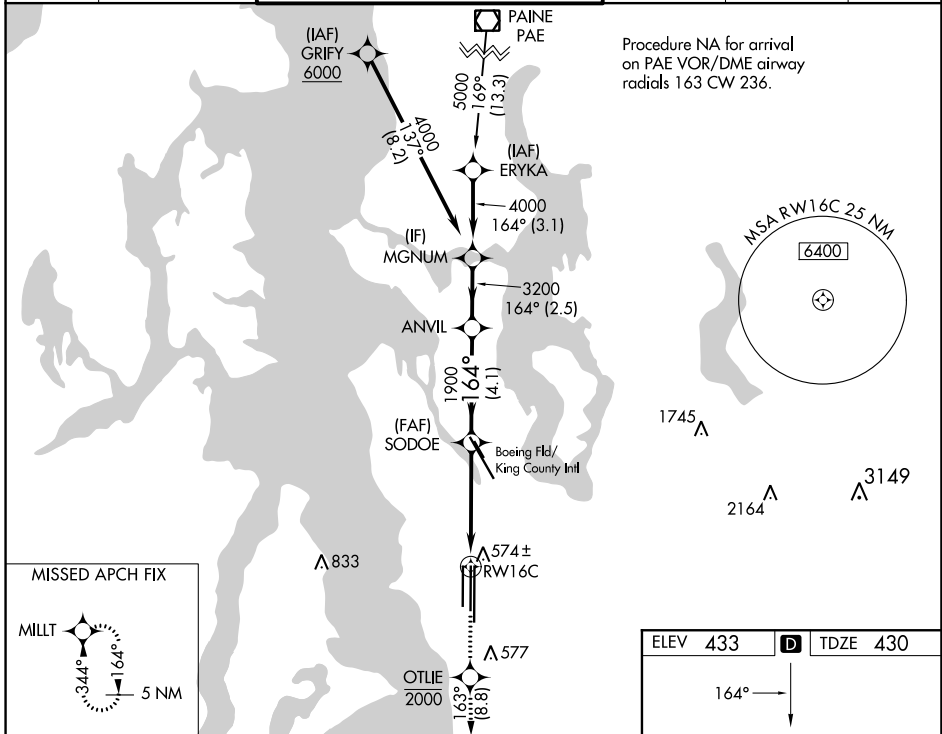 PAINE
PAE
(IAF)
GRIFY
6000
Procedure NA for arrival
on PAE VOR/DME airway
radials 163 CW 236.
5000
169°
(13.3)
4000
137°
(8.2)
(IAF)
ERYKA
4000
164° (3.1)
(IF)
MGNUM
3200
164° (2.5)
ANVIL
MSA RW16C 25 NM
6400
1900
164°
(4.1)
(FAF)
SODOE
Boeing Fld/
King County Intl
1745
2164
3149
574±
RW16C
833
577
OTLIE
2000
163°
(8.8)
MISSED APCH FIX
MILLT
344°
164°
5 NM
ELEV 433 D TDZE 430
164°